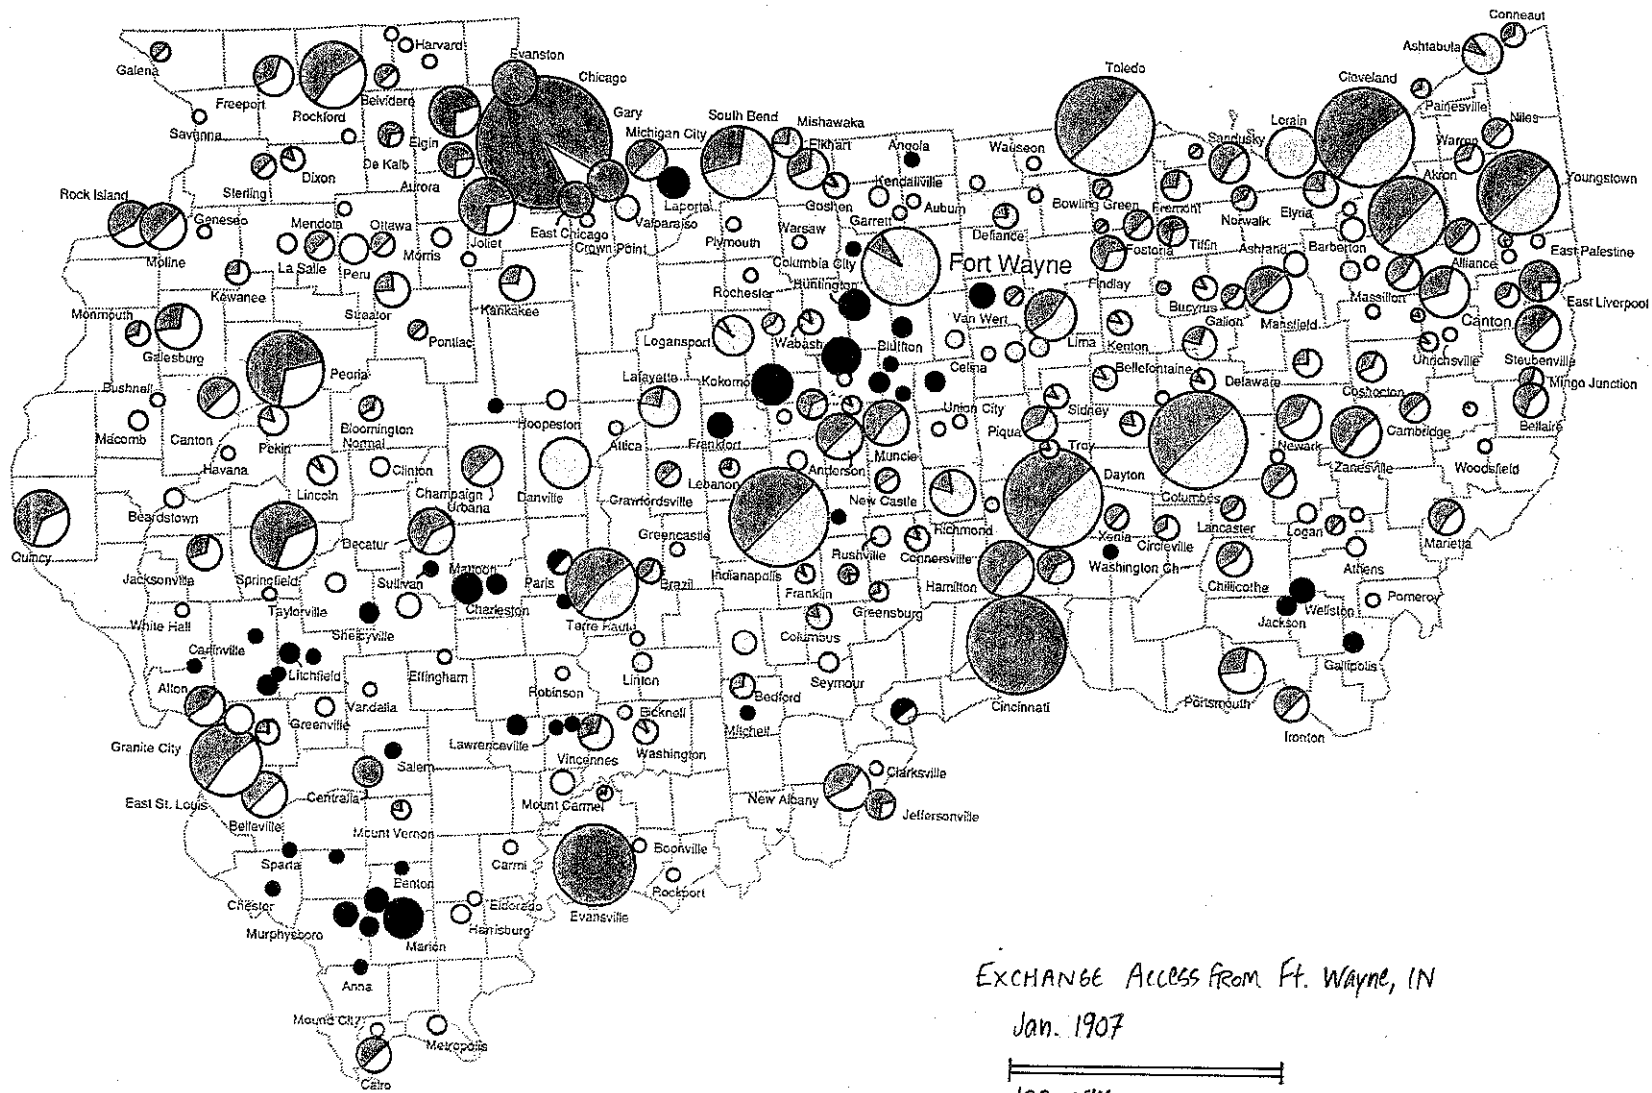 Conneaut
Ashtabula
Harvard
Evanston
Galena
Chicago
Toledo
Cleveland
Freeport
Belvidere
Gary
South Bend
Painesville
Rockford
Michigan City
Mishawaka
Lorain
Niles
Savanna
Elgin
Elkhart
Angola
Wauseon
Sandusky
Warren
De Kalb
Dixon
Akron
Sterling
Aurora
Kendallville
Youngstown
Rock Island
Laporte
Goshen
Auburn
Bowling Green
Fremont
Norwalk
Elyria
Geneseo
Mendota
Ottawa
Valparaiso
Garrett
East Chicago
Plymouth
Warsaw
Defiance
Tiffin
Ashland
Barberton
Joliet
Crown Point
Fostoria
East Palestine
Moline
La Salle
Peru
Morris
Columbia City
Fort Wayne
Alliance
Kewanee
Rochester
Huntington
Findlay
Massillon
East Liverpool
Monmouth
Streator
Kankakee
Van Wert
Bucyrus
Galion
Mansfield
Canton
Galesburg
Pontiac
Logansport
Wabash
Bluffton
Lima
Kenton
Uhrichsville
Steubenville
Peoria
Lafayette
Kokomo
Celina
Bellefontaine
Delaware
Coshocton
Mingo Junction
Bushnell
Hoopeston
Union City
Sidney
Macomb
Canton
Pekin
Bloomington
Normal
Attica
Frankfort
Piqua
Newark
Cambridge
Bellaire
Havana
Clinton
Anderson
Muncie
Troy
Zanesville
Woodsfield
Lincoln
Champaign
Urbana
Danville
Crawfordsville
Lebanon
New Castle
Dayton
Columbus
Beardstown
Richmond
Lancaster
Logan
Quincy
Decatur
Greencastle
Rushville
Connersville
Xenia
Circleville
Marietta
Jacksonville
Springfield
Sullivan
Mattoon
Paris
Brazil
Indianapolis
Franklin
Hamilton
Washington Ch
Chillicothe
Athens
Taylorville
Charleston
Greensburg
Wellston
Pomeroy
White Hall
Shelbyville
Terre Haute
Columbus
Jackson
Carlinville
Litchfield
Effingham
Robinson
Linton
Seymour
Gallipolis
Alton
Vandalia
Bedford
Greenville
Bicknell
Cincinnati
Portsmouth
Granite City
Lawrenceville
Mitchell
Ironton
Salem
Vincennes
Washington
Clarksville
East St. Louis
Centralia
Mount Carmel
New Albany
Belleville
Mount Vernon
Jeffersonville
Sparta
Carmi
Boonville
Benton
Chester
Eldorado
Rockport
Evansville
Murphysboro
Harrisburg
Marion
Anna
EXCHANGE ACCESS from Ft. Wayne, IN
Mound City
Jan. 1907
Metropolis
Cairo